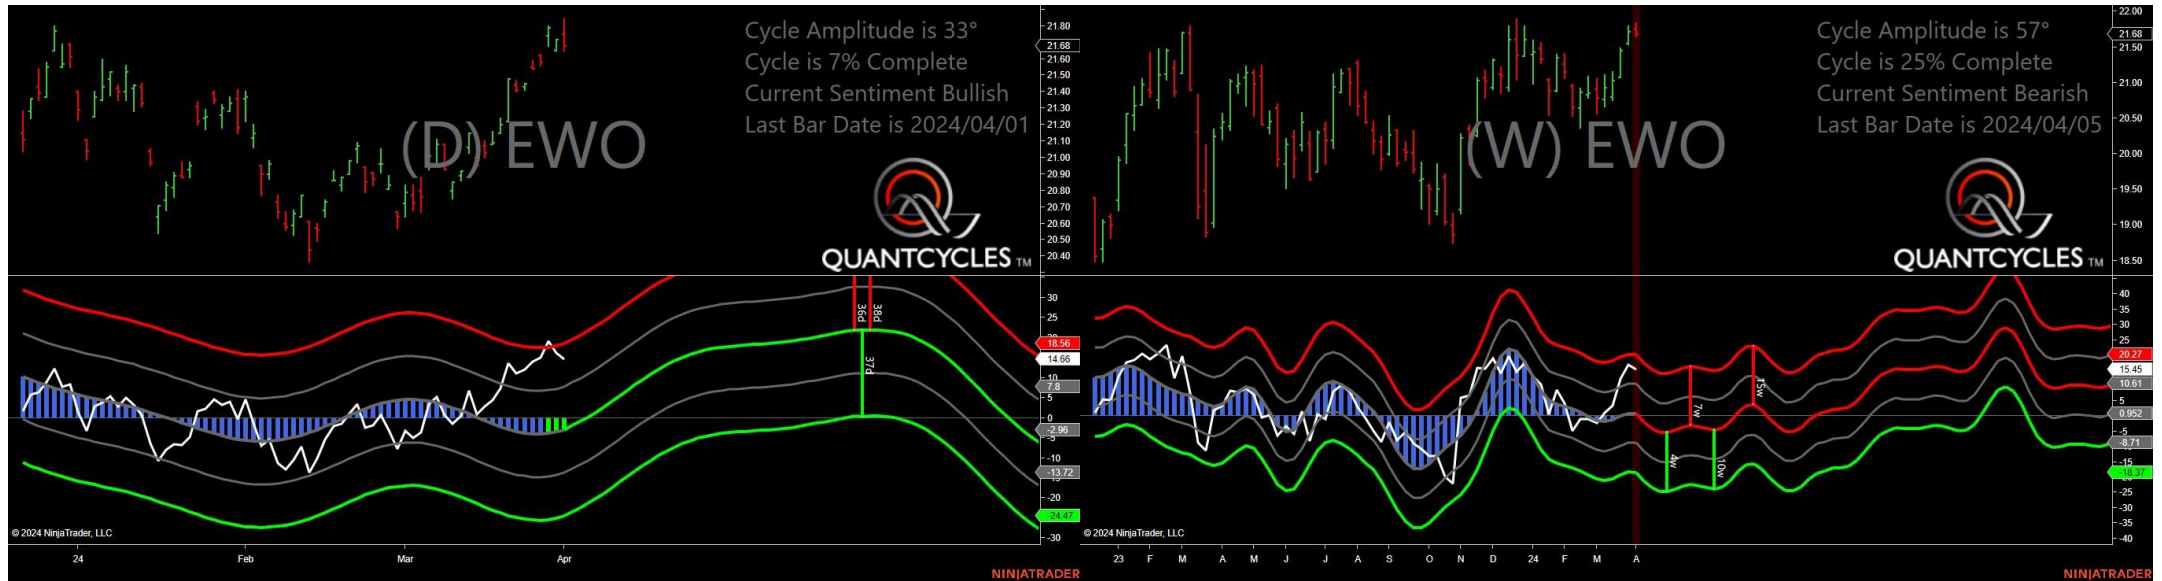 Cycle Amplitude is 33°
Cycle is 7% Complete
Current Sentiment Bullish
Last Bar Date is 2024/04/01
(D) EWO
QUANTCYCLES TM
21.80
21.68
21.60
21.50
21.40
21.30
21.20
21.10
21.00
20.90
20.80
20.70
20.60
20.50
20.40
36d
38d
37d
30
25
18.56
14.66
10
7.8
5
0
-2.96
-5
-10
-13.72
-20
-24.47
-30
© 2024 NinjaTrader, LLC
24 Feb Mar Apr
NINJATRADER
Cycle Amplitude is 57°
Cycle is 25% Complete
Current Sentiment Bearish
Last Bar Date is 2024/04/05
(W) EWO
QUANTCYCLES TM
22.00
21.68
21.50
21.00
20.50
20.00
19.50
19.00
18.50
7w
15w
4w
10w
40
35
30
25
20.27
15.45
10.61
5
0.952
-5
-8.71
-15
-18.37
-25
-30
-35
-40
© 2024 NinjaTrader, LLC
23 F M A M J J A S O N D 24 F M A
NINJATRADER